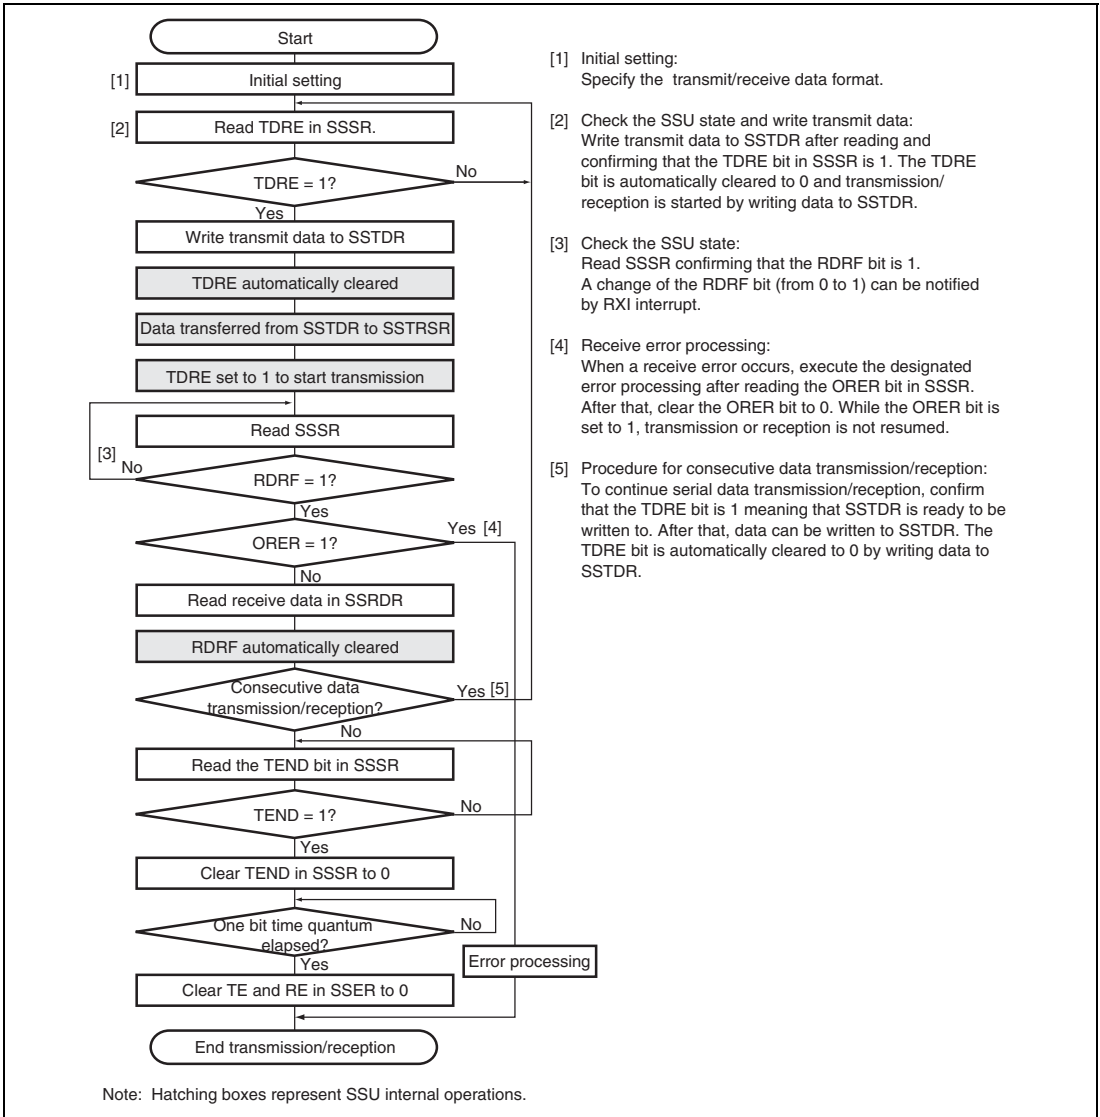 Start
[1] Initial setting
[2] Read TDRE in SSSR.
TDRE = 1?
No
Yes
Write transmit data to SSTDR
TDRE automatically cleared
Data transferred from SSTDR to SSTRSR
TDRE set to 1 to start transmission
Read SSSR
[3]
No
RDRF = 1?
Yes
ORER = 1?
Yes [4]
No
Read receive data in SSRDR
RDRF automatically cleared
Consecutive data
transmission/reception?
Yes [5]
No
Read the TEND bit in SSSR
TEND = 1?
No
Yes
Clear TEND in SSSR to 0
One bit time quantum
elapsed?
No
Yes
Error processing
Clear TE and RE in SSER to 0
End transmission/reception
[1] Initial setting:
Specify the transmit/receive data format.
[2] Check the SSU state and write transmit data:
Write transmit data to SSTDR after reading and
confirming that the TDRE bit in SSSR is 1. The TDRE
bit is automatically cleared to 0 and transmission/
reception is started by writing data to SSTDR.
[3] Check the SSU state:
Read SSSR confirming that the RDRF bit is 1.
A change of the RDRF bit (from 0 to 1) can be notified
by RXI interrupt.
[4] Receive error processing:
When a receive error occurs, execute the designated
error processing after reading the ORER bit in SSSR.
After that, clear the ORER bit to 0. While the ORER bit is
set to 1, transmission or reception is not resumed.
[5] Procedure for consecutive data transmission/reception:
To continue serial data transmission/reception, confirm
that the TDRE bit is 1 meaning that SSTDR is ready to be
written to. After that, data can be written to SSTDR. The
TDRE bit is automatically cleared to 0 by writing data to
SSTDR.
Note: Hatching boxes represent SSU internal operations.